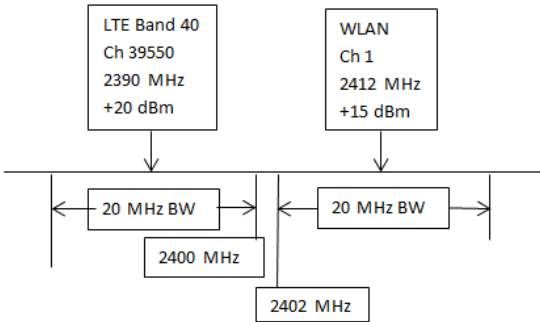 LTE Band 40
Ch 39550
2390 MHz
+20 dBm
WLAN
Ch 1
2412 MHz
+15 dBm
20 MHz BW
20 MHz BW
2400 MHz
2402 MHz